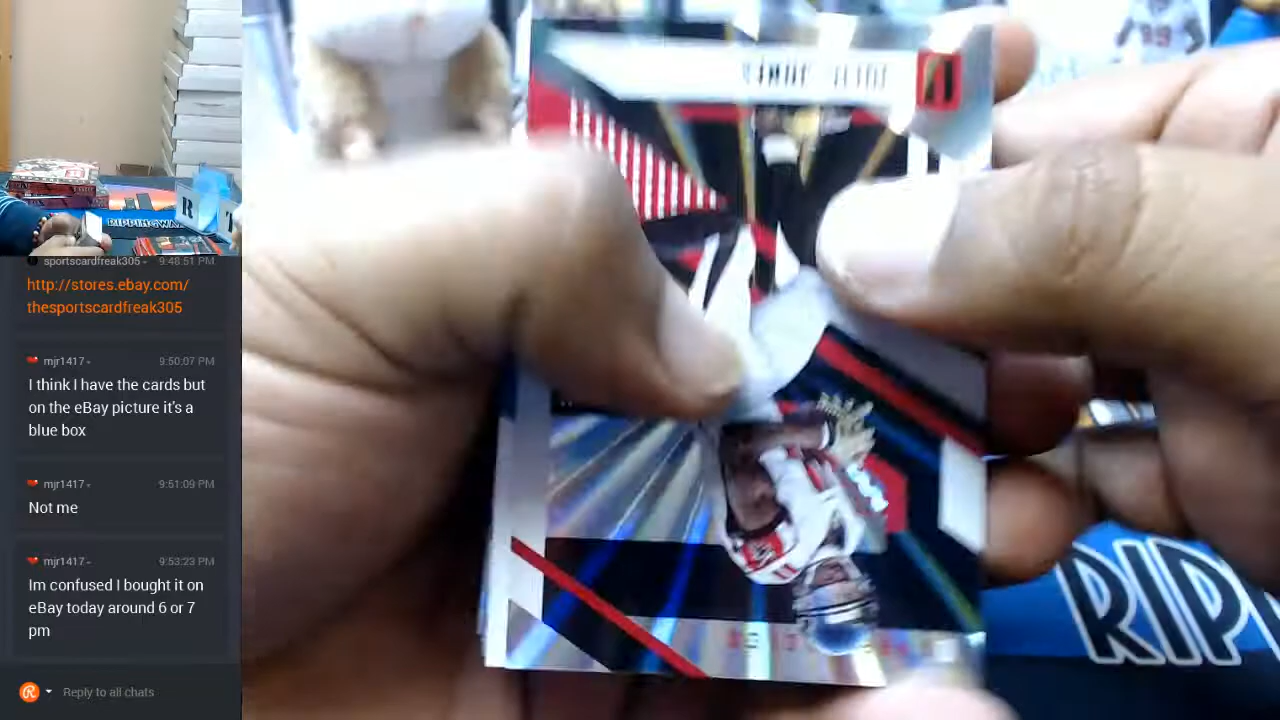 sportscardfreak305 9:48:51 PM
http://stores.ebay.com/
thesportscardfreak305
mjr1417 9:50:07 PM
I think I have the cards but
on the eBay picture it's a
blue box
mjr1417 9:51:09 PM
Not me
mjr1417 9:53:23 PM
Im confused I bought it on
eBay today around 6 or 7
pm
Reply to all chats
R
T
RIPPINGWA
99
RIP